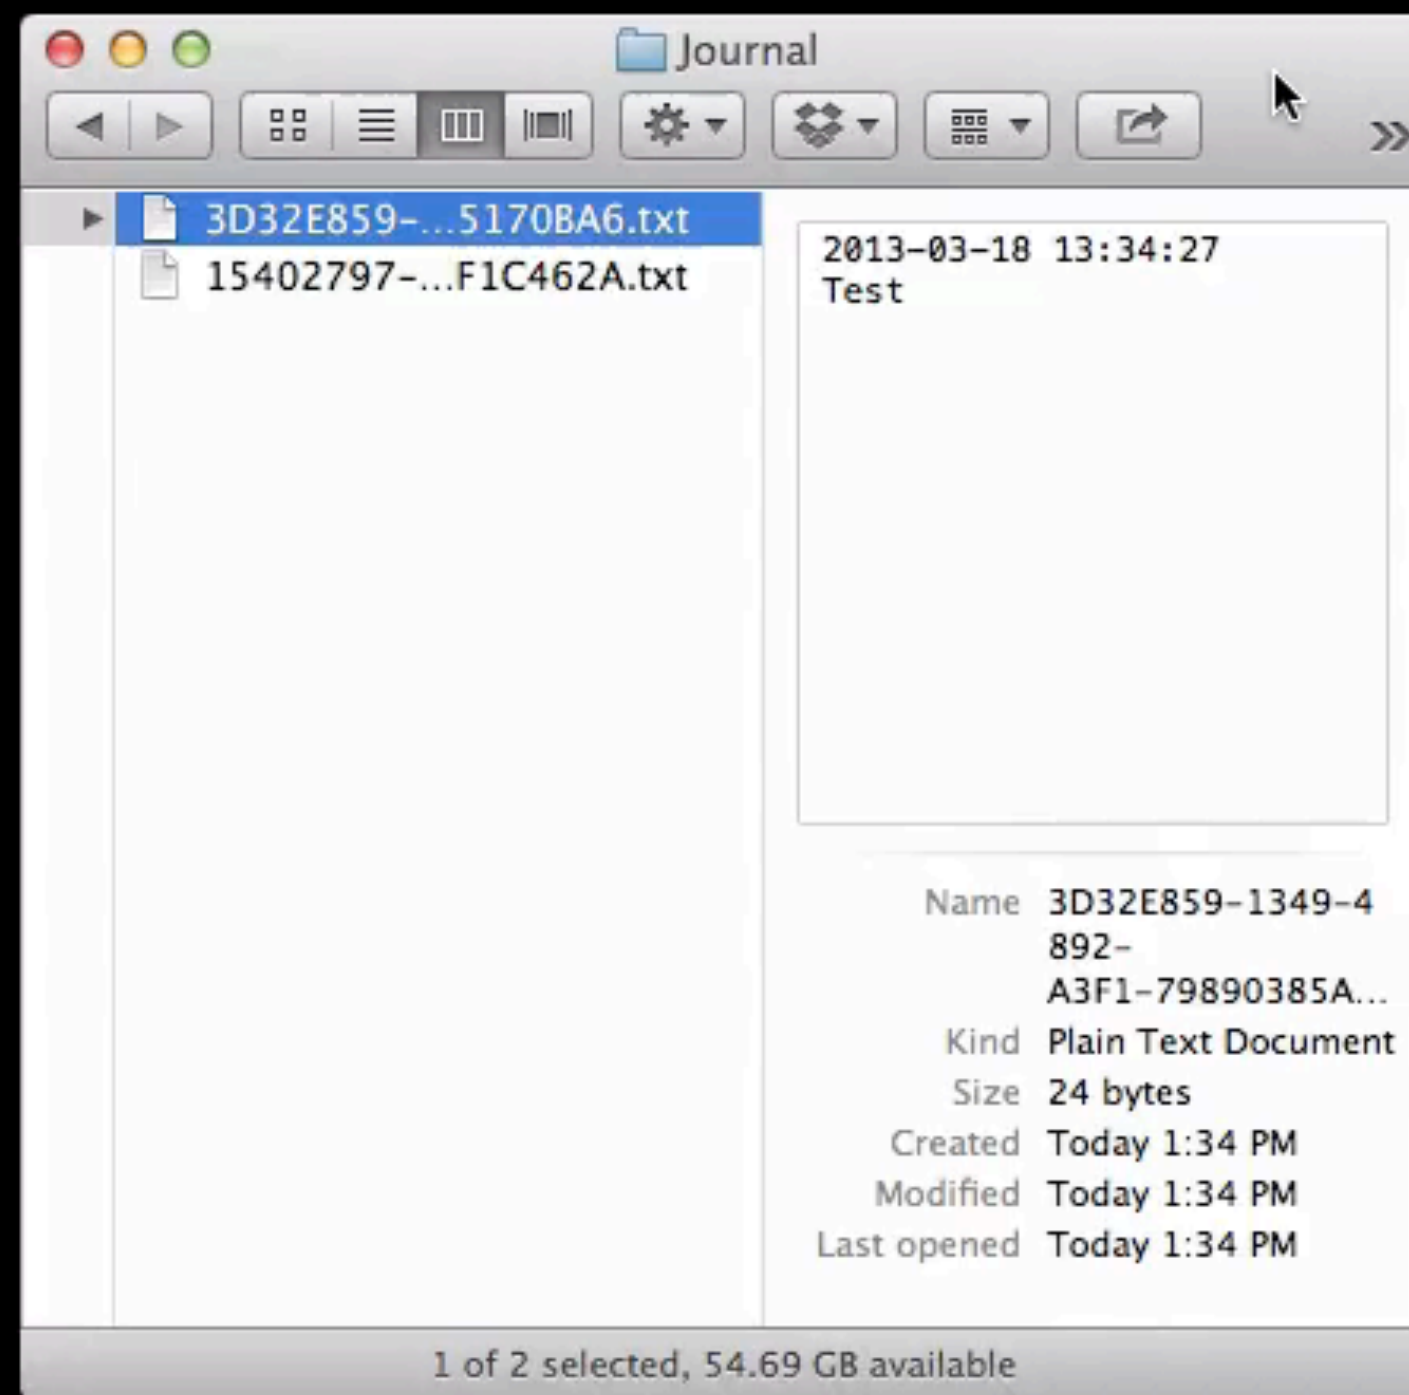 Journal
3D32E859-...5170BA6.txt
15402797-...F1C462A.txt
2013-03-18 13:34:27
Test
Name 3D32E859-1349-4
892-
A3F1-79890385A...
Kind Plain Text Document
Size 24 bytes
Created Today 1:34 PM
Modified Today 1:34 PM
Last opened Today 1:34 PM
1 of 2 selected, 54.69 GB available